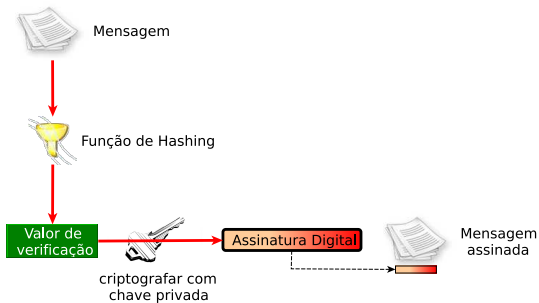 Mensagem
Função de Hashing
Valor de
verificação
criptografar com
chave privada
Assinatura Digital
Mensagem
assinada